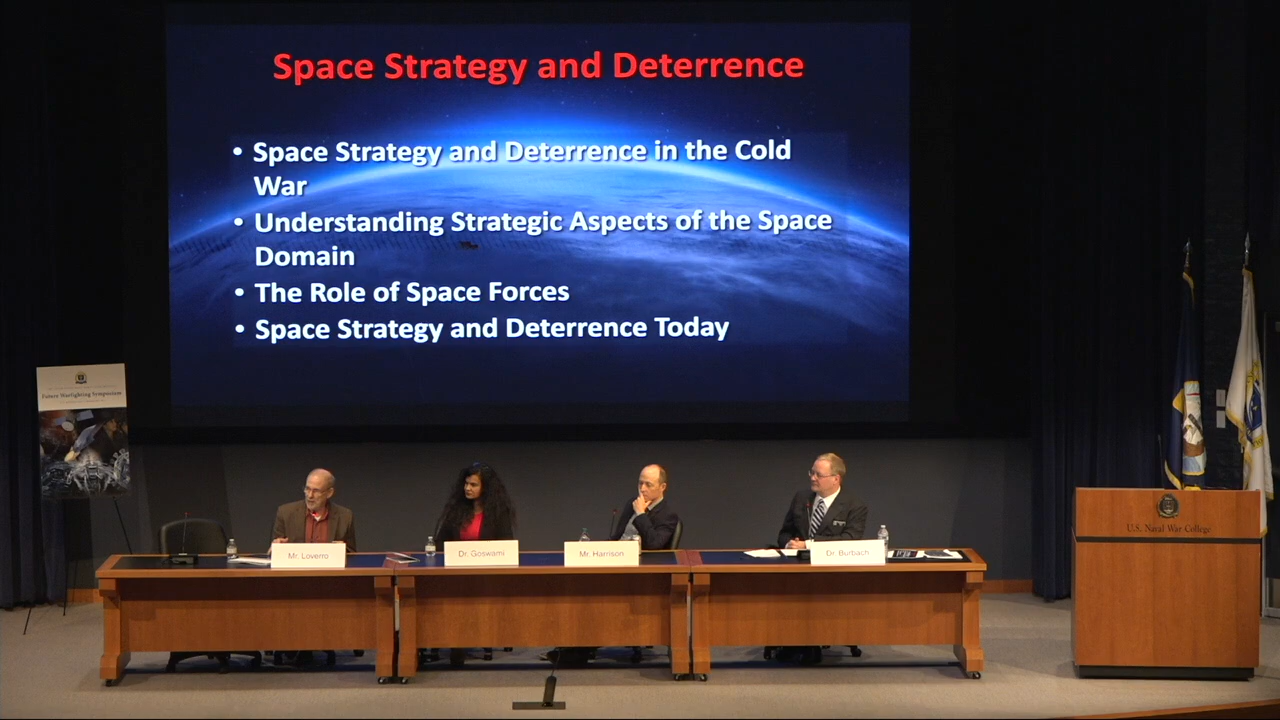 Space Strategy and Deterrence
• Space Strategy and Deterrence in the Cold
War
• Understanding Strategic Aspects of the Space
Domain
• The Role of Space Forces
• Space Strategy and Deterrence Today
Future Warfighting Symposium
Mr. Loverro
Dr. Goswami
Mr. Harrison
Dr. Burbach
U.S. Naval War College